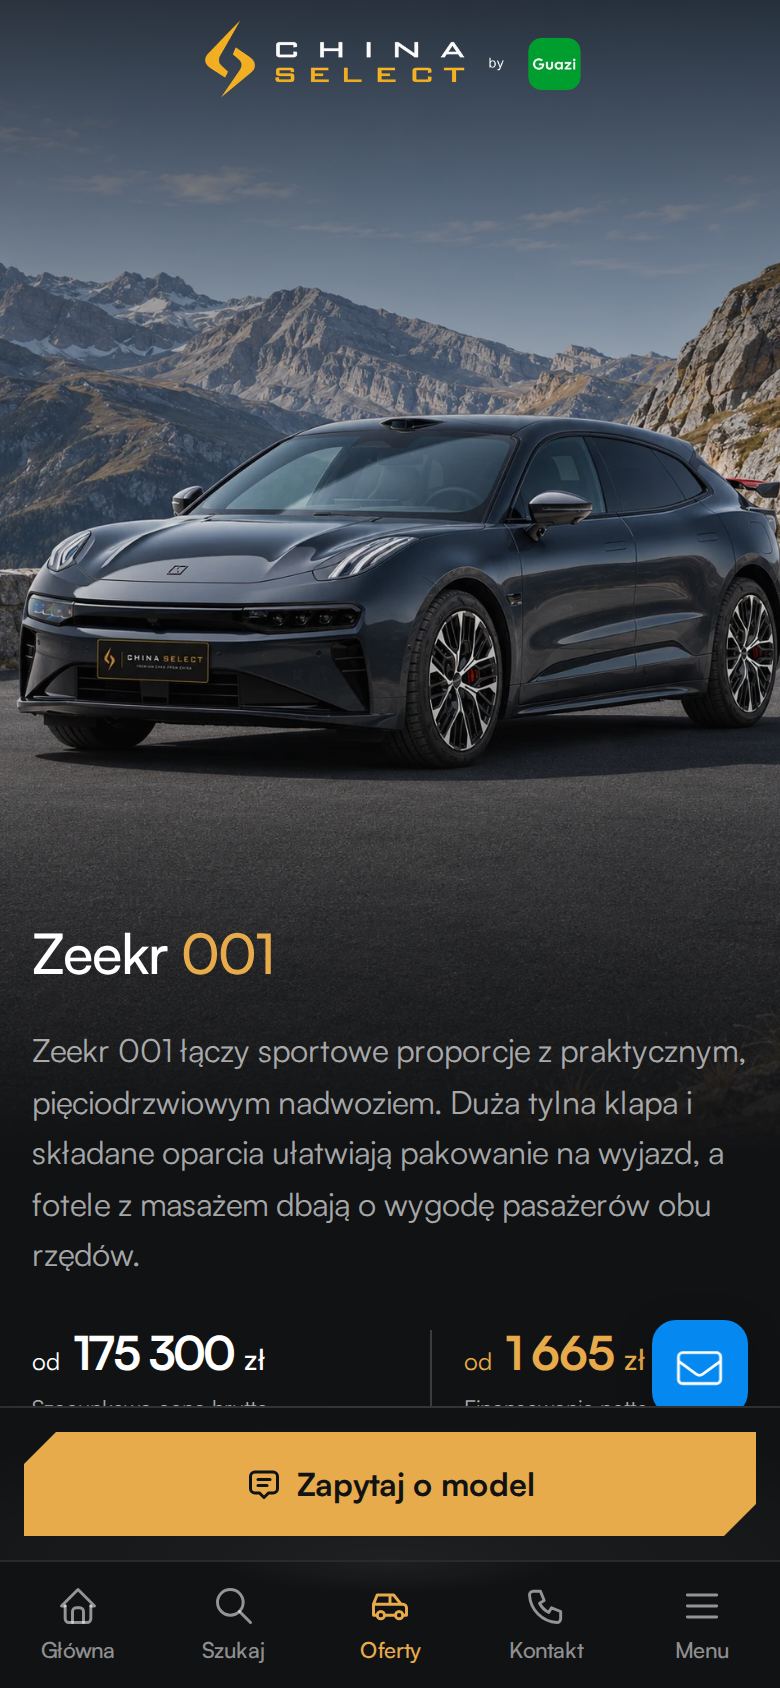 CHINA
SELECT
by
Guazi
CHINA SELECT
Zeekr 001
Zeekr 001 łączy sportowe proporcje z praktycznym,
pięciodrzwiowym nadwoziem. Duża tylna klapa i
składane oparcia ułatwiają pakowanie na wyjazd, a
fotele z masażem dbają o wygodę pasażerów obu
rzędów.
od 175 300 zł
od 1 665 zł
Zapytaj o model
Główna
Szukaj
Oferty
Kontakt
Menu